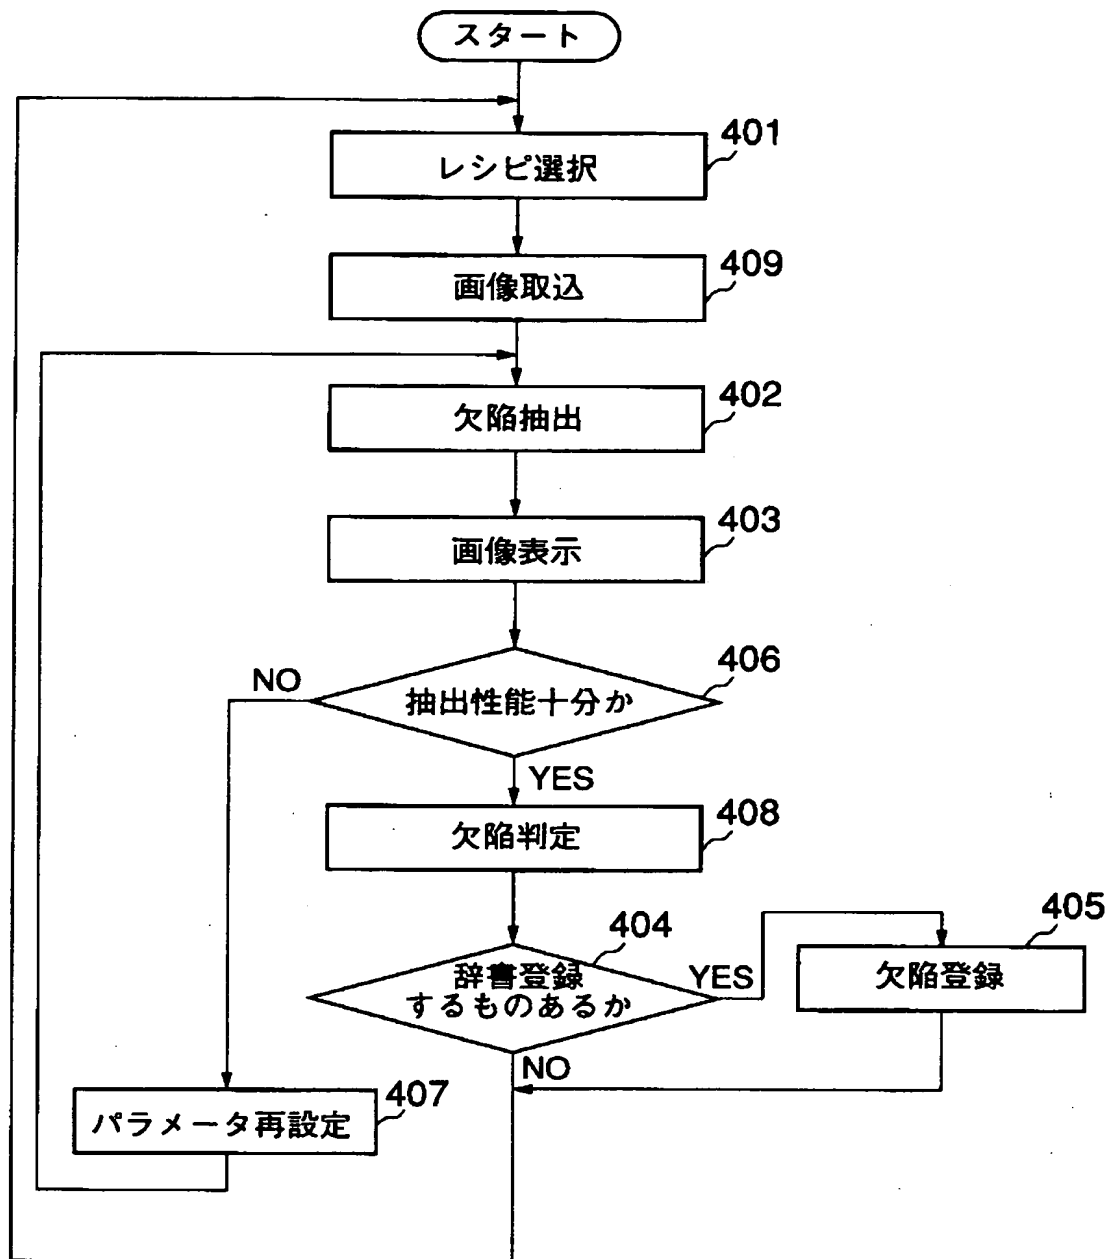 スタート
401
レシピ選択
409
画像取込
402
欠陥抽出
403
画像表示
406
NO
抽出性能十分か
YES
408
欠陥判定
404
405
辞書登録
するものあるか
YES
欠陥登録
NO
407
パラメータ再設定